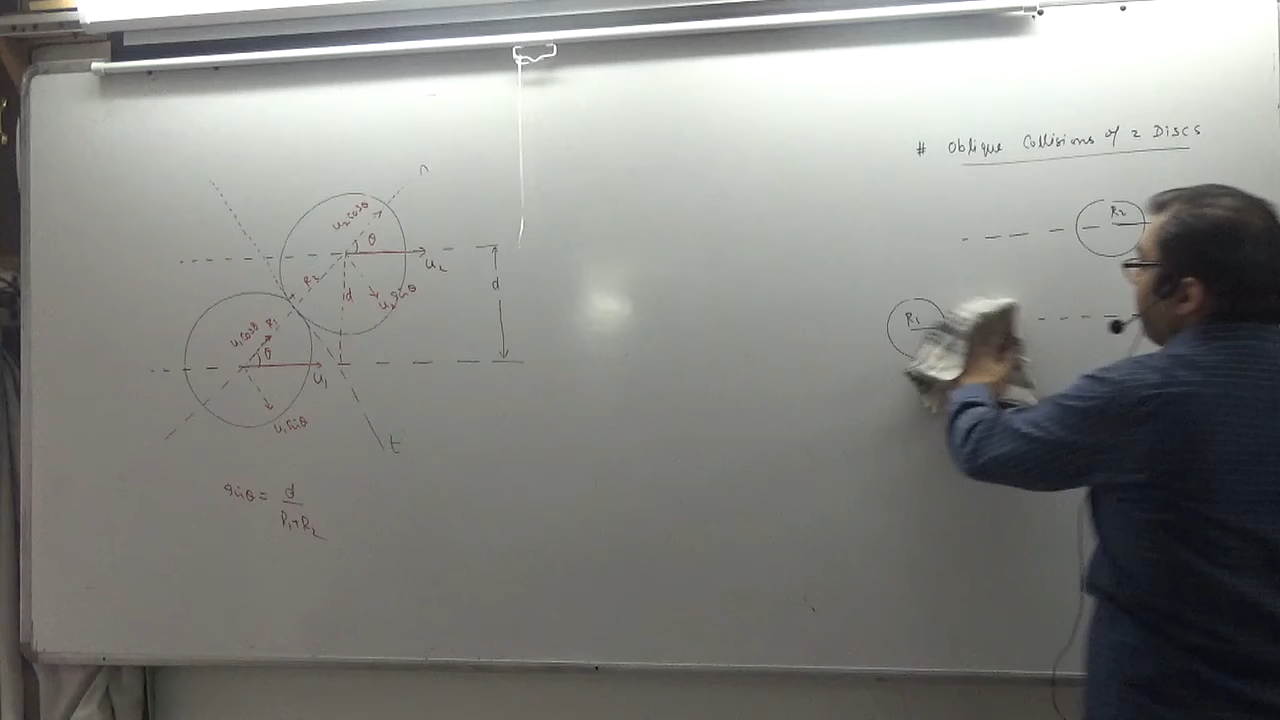 # Oblique Collisions of 2 Discs
R2
R1
n
u2cosθ
θ
u2
R2
d
u2sinθ
d
u1cosθ
R1
θ
u1
u1sinθ
t
sinθ = d
R1+R2